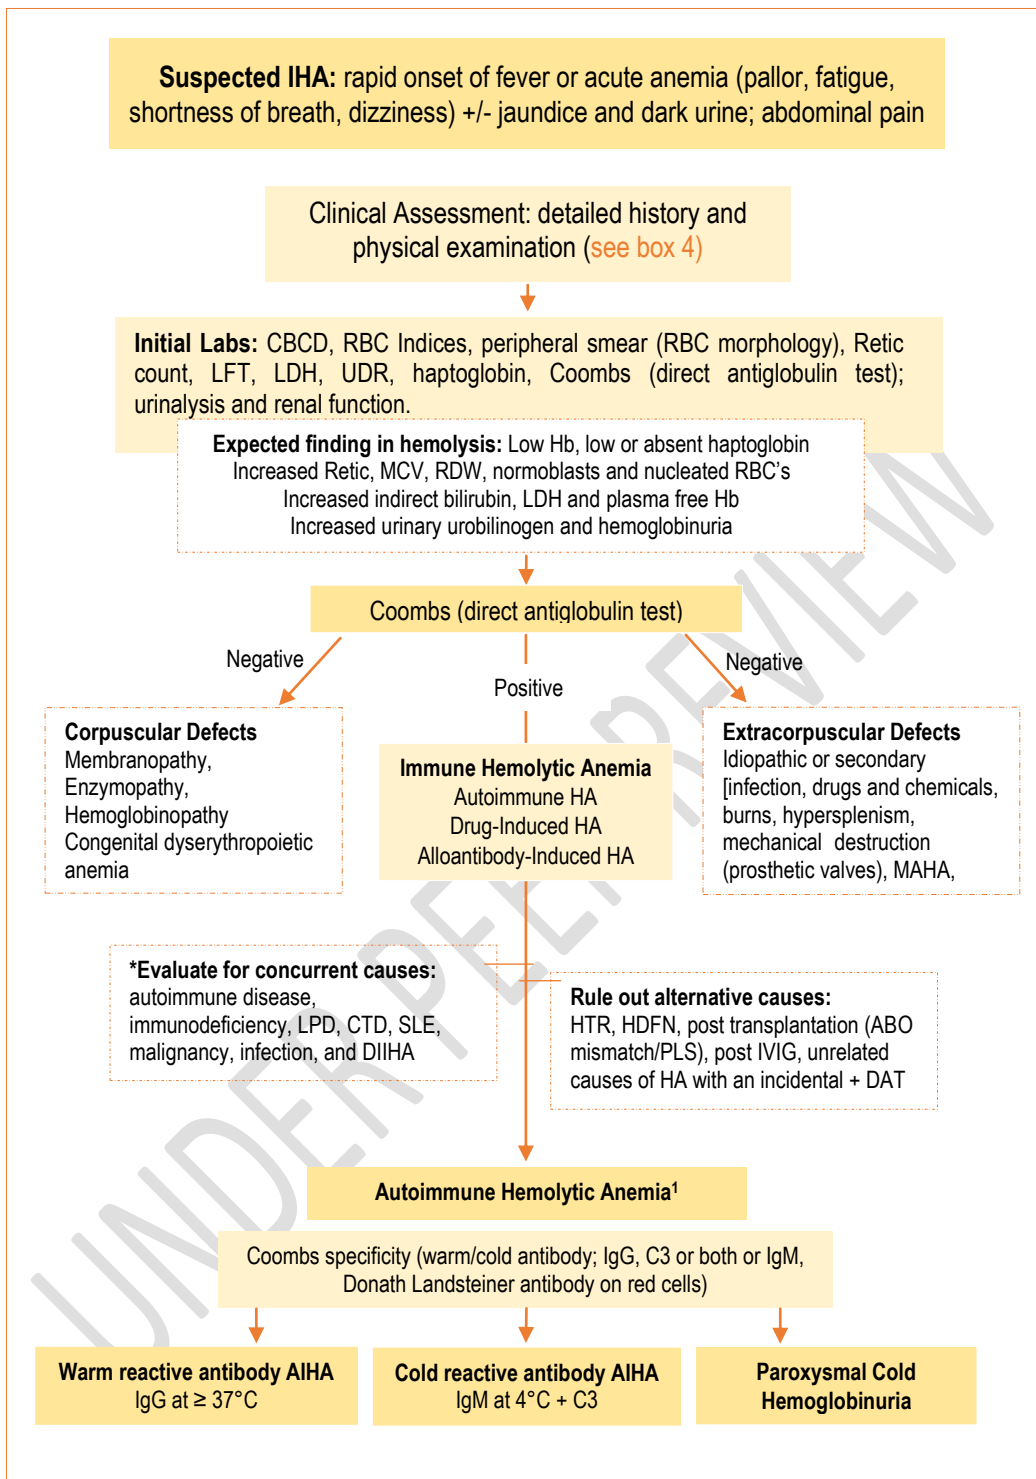 Suspected IHA: rapid onset of fever or acute anemia (pallor, fatigue,
shortness of breath, dizziness) +/- jaundice and dark urine; abdominal pain
Clinical Assessment: detailed history and
physical examination (see box 4)
Initial Labs: CBCD, RBC Indices, peripheral smear (RBC morphology), Retic
count, LFT, LDH, UDR, haptoglobin, Coombs (direct antiglobulin test);
urinalysis and renal function.
Expected finding in hemolysis: Low Hb, low or absent haptoglobin
Increased Retic, MCV, RDW, normoblasts and nucleated RBC's
Increased indirect bilirubin, LDH and plasma free Hb
Increased urinary urobilinogen and hemoglobinuria
Coombs (direct antiglobulin test)
Negative
Positive
Negative
Corpuscular Defects
Membranopathy,
Enzymopathy,
Hemoglobinopathy
Congenital dyserythropoietic
anemia
Immune Hemolytic Anemia
Autoimmune HA
Drug-Induced HA
Alloantibody-Induced HA
Extracorpuscular Defects
Idiopathic or secondary
[infection, drugs and chemicals,
burns, hypersplenism,
mechanical destruction
(prosthetic valves), MAHA,
*Evaluate for concurrent causes:
autoimmune disease,
immunodeficiency, LPD, CTD, SLE,
malignancy, infection, and DIIHA
Rule out alternative causes:
HTR, HDFN, post transplantation (ABO
mismatch/PLS), post IVIG, unrelated
causes of HA with an incidental + DAT
Autoimmune Hemolytic Anemia¹
Coombs specificity (warm/cold antibody; IgG, C3 or both or IgM,
Donath Landsteiner antibody on red cells)
Warm reactive antibody AIHA
IgG at ≥ 37°C
Cold reactive antibody AIHA
IgM at 4°C + C3
Paroxysmal Cold
Hemoglobinuria
UNDER PEER REVIEW